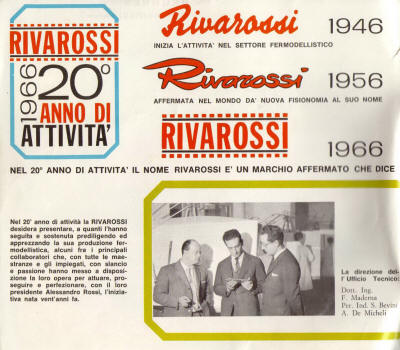 RIVAROSSI
1966
20°
ANNO DI
ATTIVITA'
Rivarossi 1946
INIZIA L'ATTIVITA' NEL SETTORE FERMODELLISTICO
Rivarossi 1956
AFFERMATA NEL MONDO DA' NUOVA FISIONOMIA AL SUO NOME
RIVAROSSI 1966
NEL 20° ANNO DI ATTIVITA' IL NOME RIVAROSSI E' UN MARCHIO AFFERMATO CHE DICE
Nel 20° anno di attività la RIVAROSSI
desidera presentare, a quanti l'hanno
seguita e sostenuta prediligendo ed
apprezzando la sua produzione fer-
modellistica, alcuni fra i principali
collaboratori che, con tutte le mae-
stranze e gli impiegati, con slancio
e passione hanno messo a disposi-
zione la loro opera per attuare, pro-
seguire e perfezionare, con il loro
presidente Alessandro Rossi, l'inizia-
tiva nata vent'anni fa.
La direzione del-
l'Ufficio Tecnico:
Dott. Ing.
F. Maderna
Per. Ind. S. Bevini
A. De Micheli